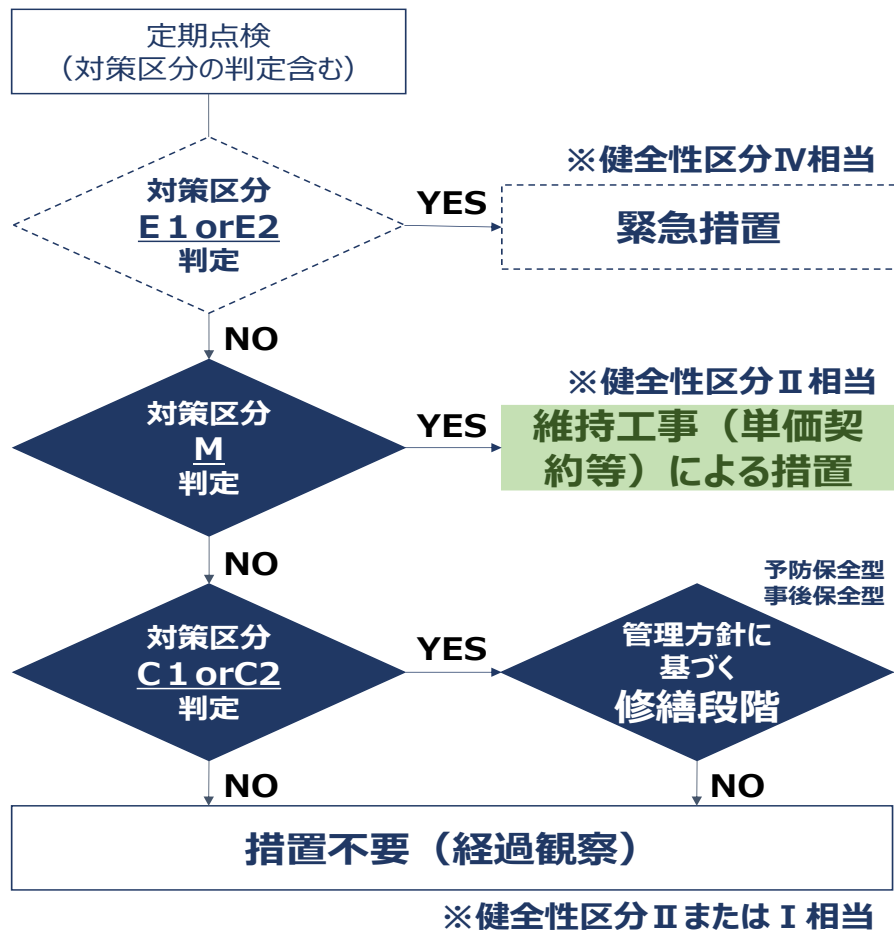 定期点検
（対策区分の判定含む）
※健全性区分Ⅳ相当
対策区分
E１orE2
判定
YES
緊急措置
NO
※健全性区分Ⅱ相当
対策区分
M
判定
YES
維持工事（単価契
約等）による措置
NO
予防保全型
事後保全型
対策区分
C１orC2
判定
YES
管理方針に
基づく
修繕段階
NO
NO
措置不要（経過観察）
※健全性区分ⅡまたはⅠ相当